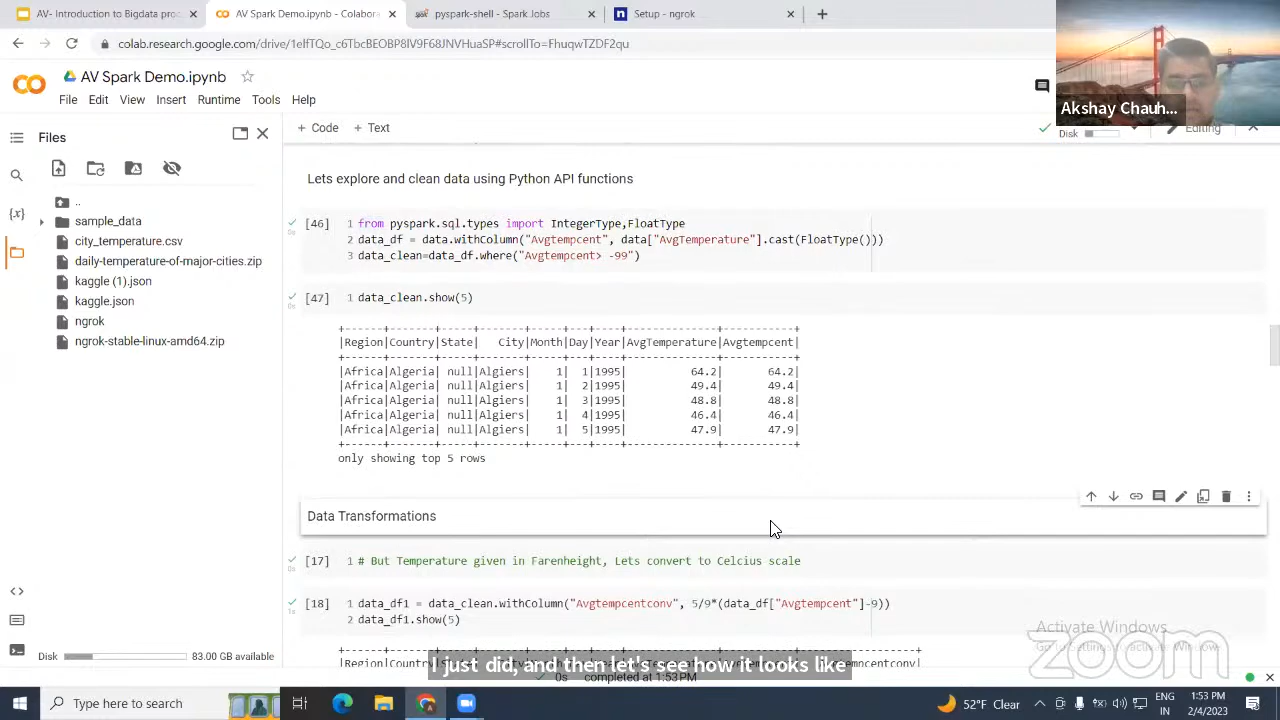 AV- Introduction to Bigdata proc
AV Spark Demo.ipynb - Colabora
pyspark-shell - Spark Jobs
Setup - ngrok
colab.research.google.com/drive/1elfTQo_c6TbcBEOBP8IV9F68JNVHuaSP#scrollTo=FhuqwTZDF2qu
AV Spark Demo.ipynb
File Edit View Insert Runtime Tools Help
Akshay Chauh...
Files
+ Code + Text
Disk
Editing
..
sample_data
city_temperature.csv
daily-temperature-of-major-cities.zip
kaggle (1).json
kaggle.json
ngrok
ngrok-stable-linux-amd64.zip
Lets explore and clean data using Python API functions
[46] 1 from pyspark.sql.types import IntegerType,FloatType
2 data_df = data.withColumn("Avgtempcent", data["AvgTemperature"].cast(FloatType()))
3 data_clean=data_df.where("Avgtempcent> -99")
[47] 1 data_clean.show(5)
+------+-------+-----+-------+-----+---+----+--------------+-----------+
|Region|Country|State| City|Month|Day|Year|AvgTemperature|Avgtempcent|
+------+-------+-----+-------+-----+---+----+--------------+-----------+
|Africa|Algeria| null|Algiers| 1| 1|1995| 64.2| 64.2|
|Africa|Algeria| null|Algiers| 1| 2|1995| 49.4| 49.4|
|Africa|Algeria| null|Algiers| 1| 3|1995| 48.8| 48.8|
|Africa|Algeria| null|Algiers| 1| 4|1995| 46.4| 46.4|
|Africa|Algeria| null|Algiers| 1| 5|1995| 47.9| 47.9|
+------+-------+-----+-------+-----+---+----+--------------+-----------+
only showing top 5 rows
Data Transformations
[17] 1 # But Temperature given in Farenheight, Lets convert to Celcius scale
[18] 1 data_df1 = data_clean.withColumn("Avgtempcentconv", 5/9*(data_df["Avgtempcent"]-9))
2 data_df1.show(5)
Activate Windows
Go to Settings to activate Windows.
zoom
I just did, and then let's see how it looks like
Disk 83.00 GB available
0s completed at 1:53 PM
Type here to search
52°F Clear
ENG
IN
1:53 PM
2/4/2023